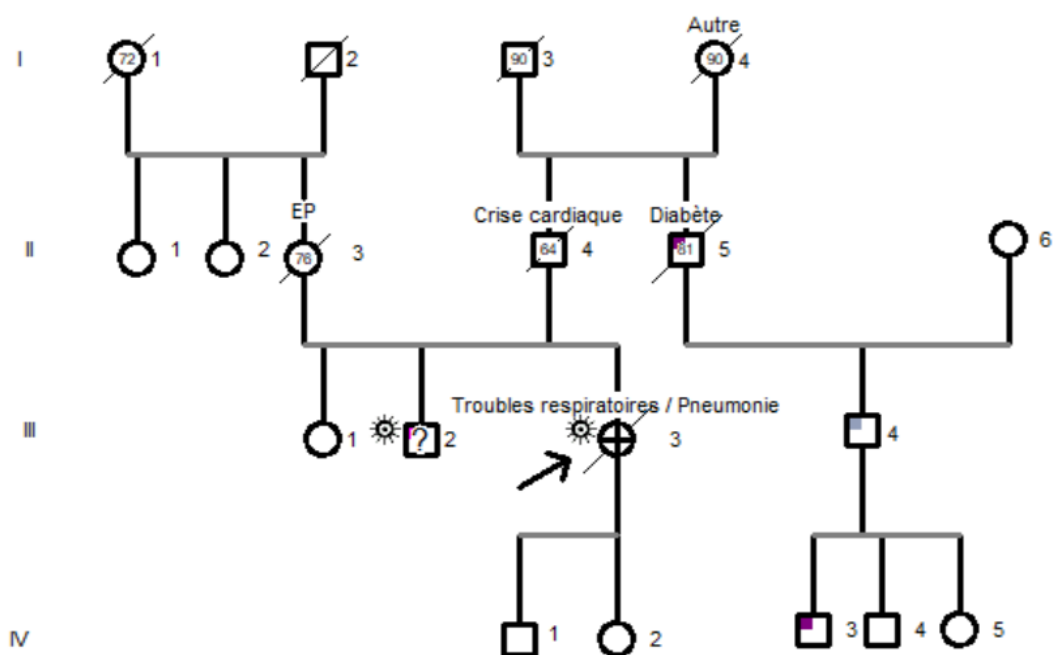 Autre
I 72 1 2 90 3 90 4
EP Crise cardiaque Diabète
II 1 2 76 3 64 4 81 5 6
Troubles respiratoires / Pneumonie
III 1 ? 2 3 4
IV 1 2 3 4 5